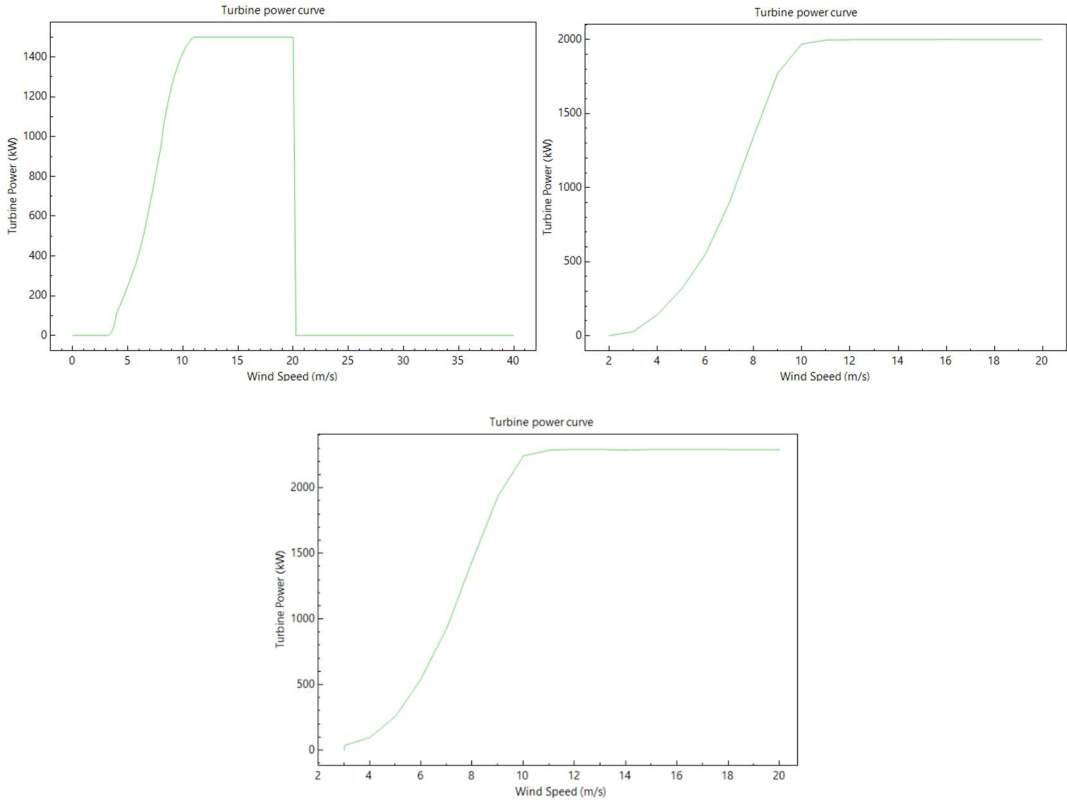 Turbine power curve
1400
1200
1000
800
600
400
200
0
Turbine Power (kW)
0 5 10 15 20 25 30 35 40
Wind Speed (m/s)
Turbine power curve
2000
1500
1000
500
0
Turbine Power (kW)
2 4 6 8 10 12 14 16 18 20
Wind Speed (m/s)
Turbine power curve
2000
1500
1000
500
0
Turbine Power (kW)
2 4 6 8 10 12 14 16 18 20
Wind Speed (m/s)